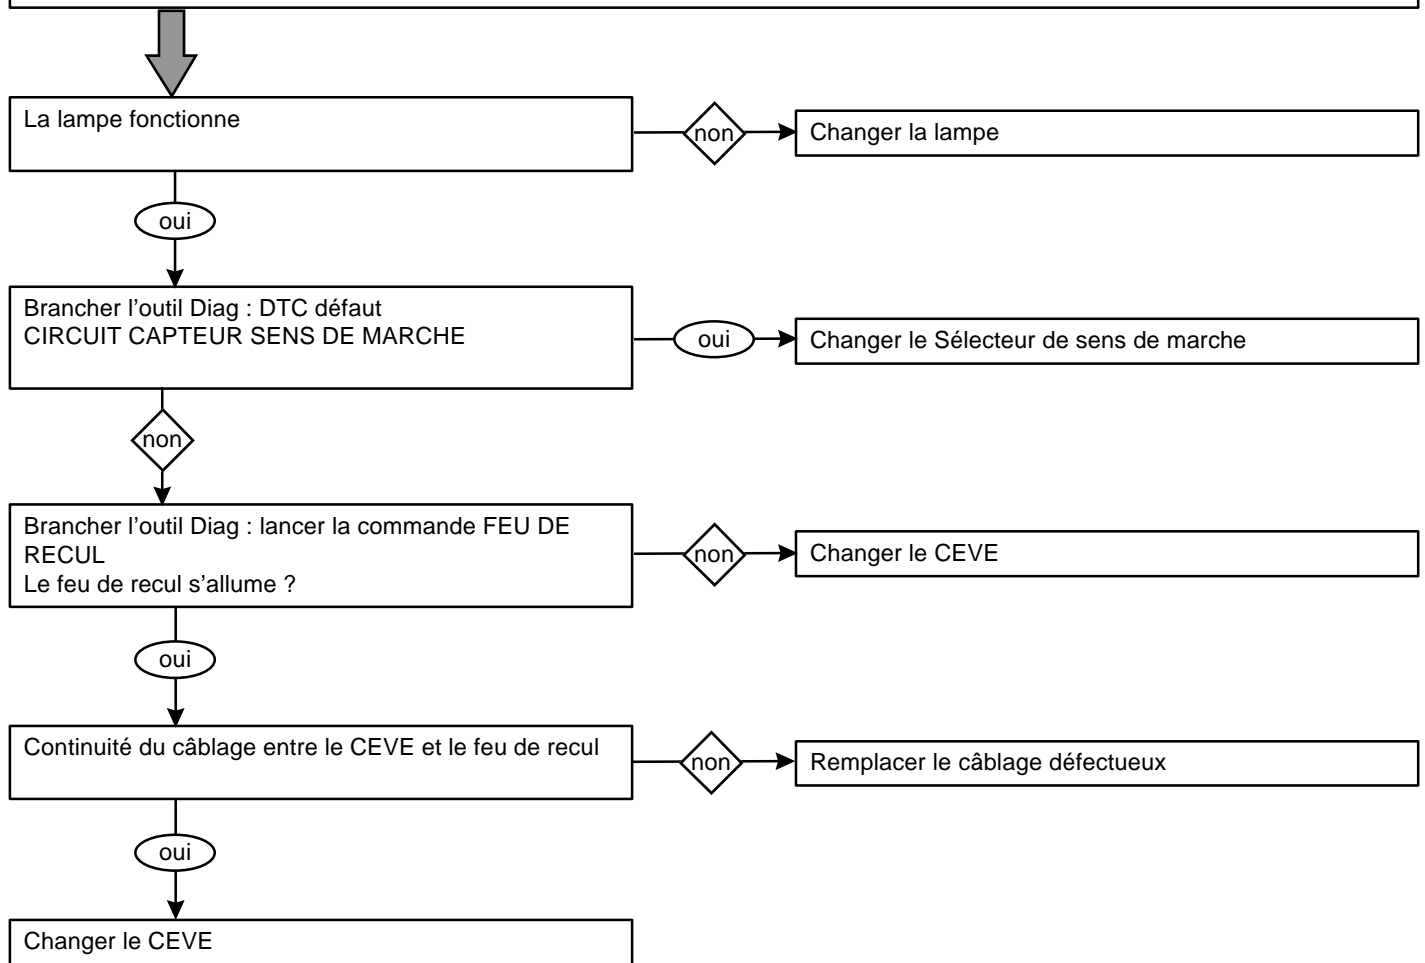 La lampe fonctionne
non
Changer la lampe
oui
Brancher l’outil Diag : DTC défaut
CIRCUIT CAPTEUR SENS DE MARCHE
oui
Changer le Sélecteur de sens de marche
non
Brancher l’outil Diag : lancer la commande FEU DE
RECUL
Le feu de recul s’allume ?
non
Changer le CEVE
oui
Continuité du câblage entre le CEVE et le feu de recul
non
Remplacer le câblage défectueux
oui
Changer le CEVE